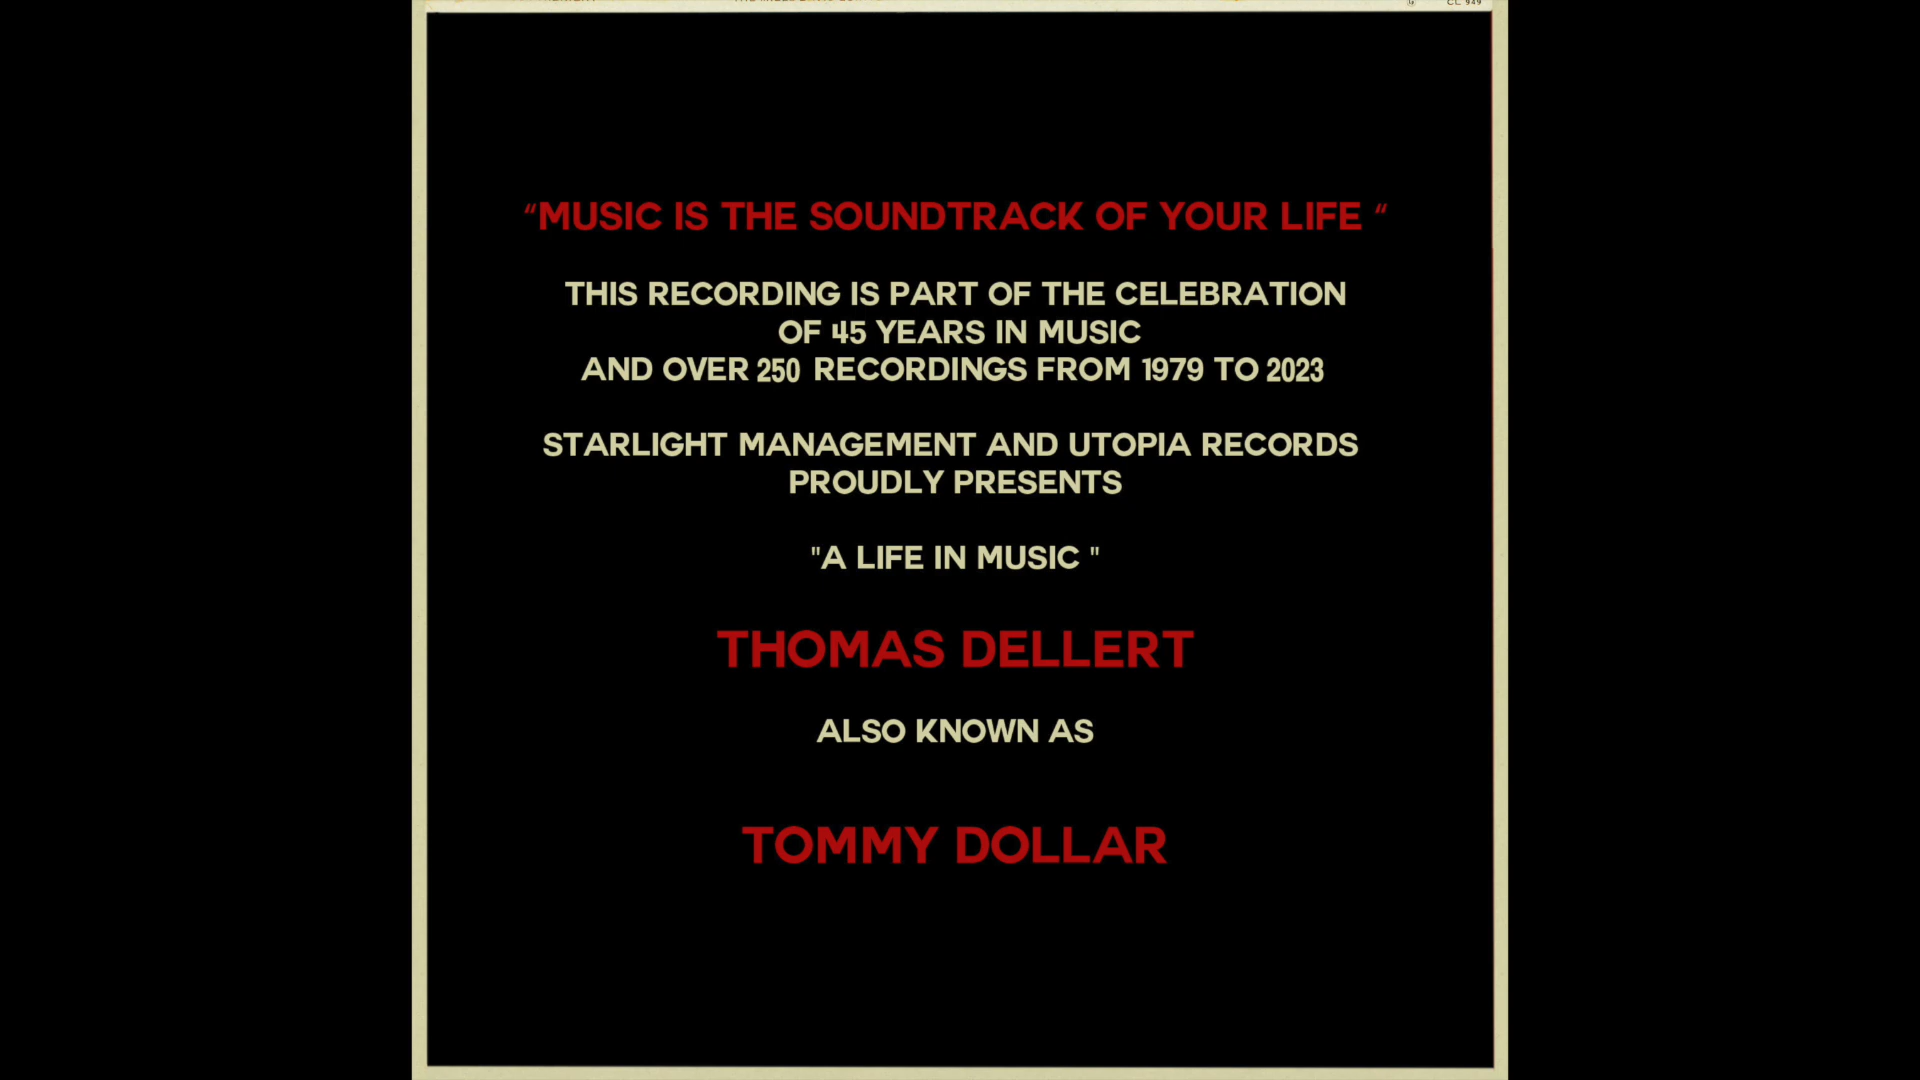 CL 949
“MUSIC IS THE SOUNDTRACK OF YOUR LIFE “
THIS RECORDING IS PART OF THE CELEBRATION
OF 45 YEARS IN MUSIC
AND OVER 250 RECORDINGS FROM 1979 TO 2023
STARLIGHT MANAGEMENT AND UTOPIA RECORDS
PROUDLY PRESENTS
"A LIFE IN MUSIC "
THOMAS DELLERT
ALSO KNOWN AS
TOMMY DOLLAR